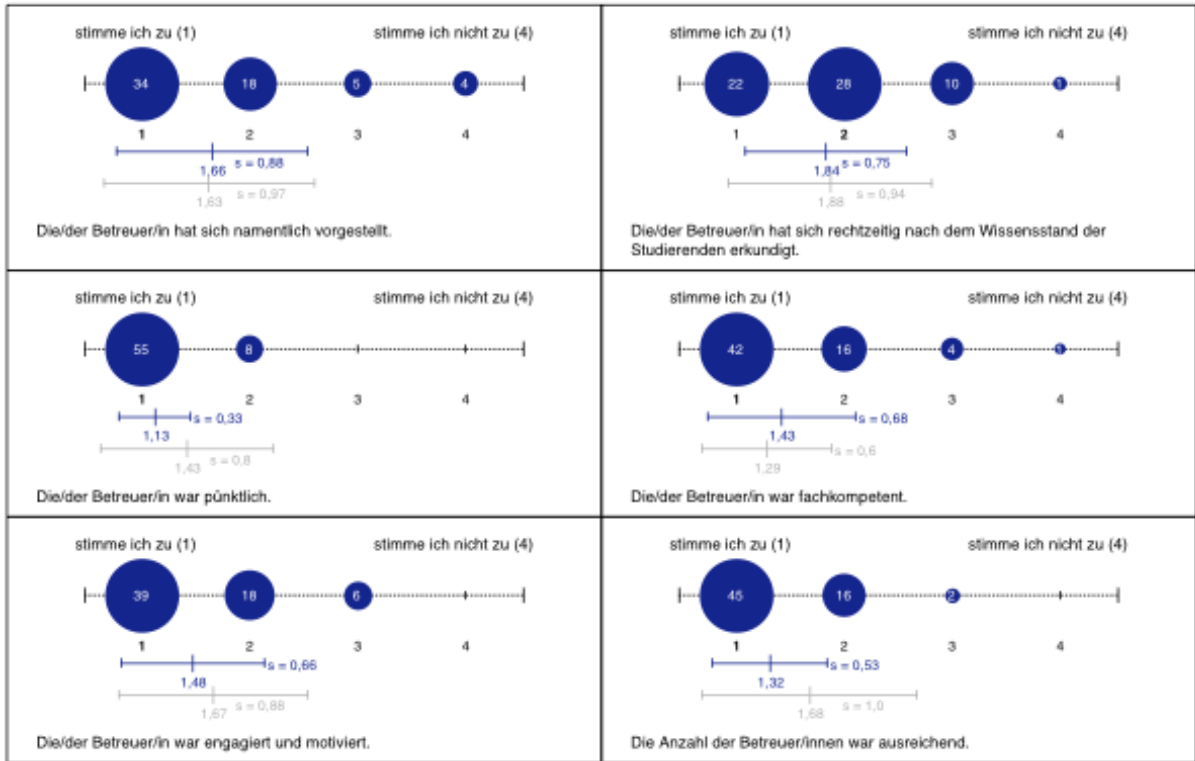 stimme ich zu (1) stimme ich nicht zu (4)
34 18 5 4
1 2 3 4
s = 0,88
1,66
s = 0,97
1,63
Die/der Betreuer/in hat sich namentlich vorgestellt.
stimme ich zu (1) stimme ich nicht zu (4)
22 28 10 1
1 2 3 4
s = 0,75
1,84
s = 0,94
1,88
Die/der Betreuer/in hat sich rechtzeitig nach dem Wissensstand der
Studierenden erkundigt.
stimme ich zu (1) stimme ich nicht zu (4)
55 8
1 2 3 4
s = 0,33
1,13
s = 0,8
1,43
Die/der Betreuer/in war pünktlich.
stimme ich zu (1) stimme ich nicht zu (4)
42 16 4 1
1 2 3 4
s = 0,68
1,43
s = 0,6
1,29
Die/der Betreuer/in war fachkompetent.
stimme ich zu (1) stimme ich nicht zu (4)
39 18 6
1 2 3 4
s = 0,66
1,48
s = 0,88
1,67
Die/der Betreuer/in war engagiert und motiviert.
stimme ich zu (1) stimme ich nicht zu (4)
45 16 2
1 2 3 4
s = 0,53
1,32
s = 1,0
1,68
Die Anzahl der Betreuer/innen war ausreichend.